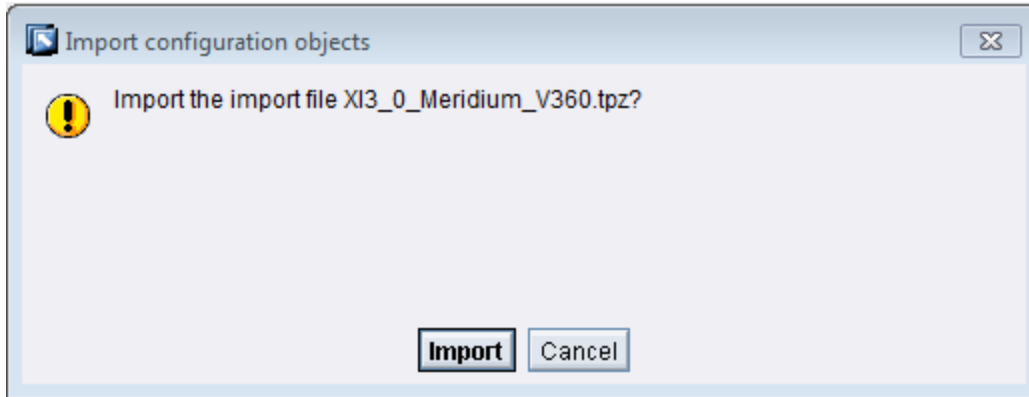 Import configuration objects
Import the import file XI3_0_Meridium_V360.tpz?
Import Cancel